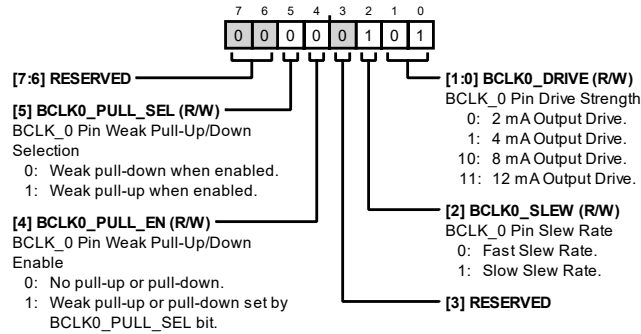 7 6 5 4 3 2 1 0
0 0 0 0 0 1 0 1
[7:6] RESERVED
[5] BCLK0_PULL_SEL (R/W)
BCLK_0 Pin Weak Pull-Up/Down
Selection
0: Weak pull-down when enabled.
1: Weak pull-up when enabled.
[4] BCLK0_PULL_EN (R/W)
BCLK_0 Pin Weak Pull-Up/Down
Enable
0: No pull-up or pull-down.
1: Weak pull-up or pull-down set by
BCLK0_PULL_SEL bit.
[1:0] BCLK0_DRIVE (R/W)
BCLK_0 Pin Drive Strength
0: 2 mA Output Drive.
1: 4 mA Output Drive.
10: 8 mA Output Drive.
11: 12 mA Output Drive.
[2] BCLK0_SLEW (R/W)
BCLK_0 Pin Slew Rate
0: Fast Slew Rate.
1: Slow Slew Rate.
[3] RESERVED